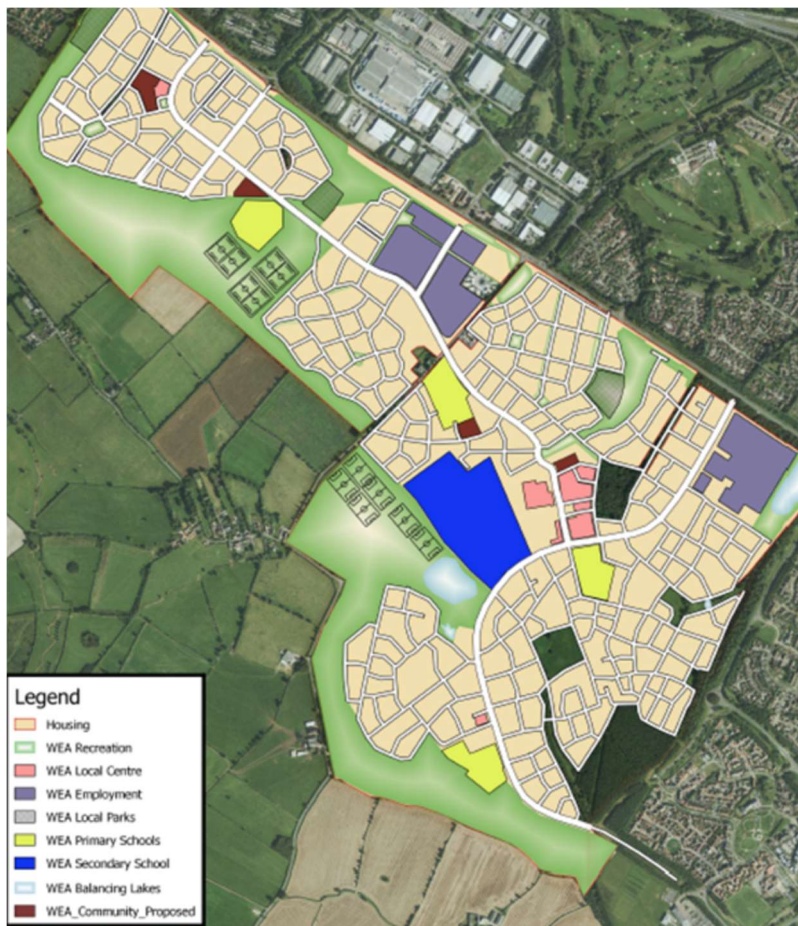 Legend
Housing
WEA Recreation
WEA Local Centre
WEA Employment
WEA Local Parks
WEA Primary Schools
WEA Secondary School
WEA Balancing Lakes
WEA_Community_Proposed